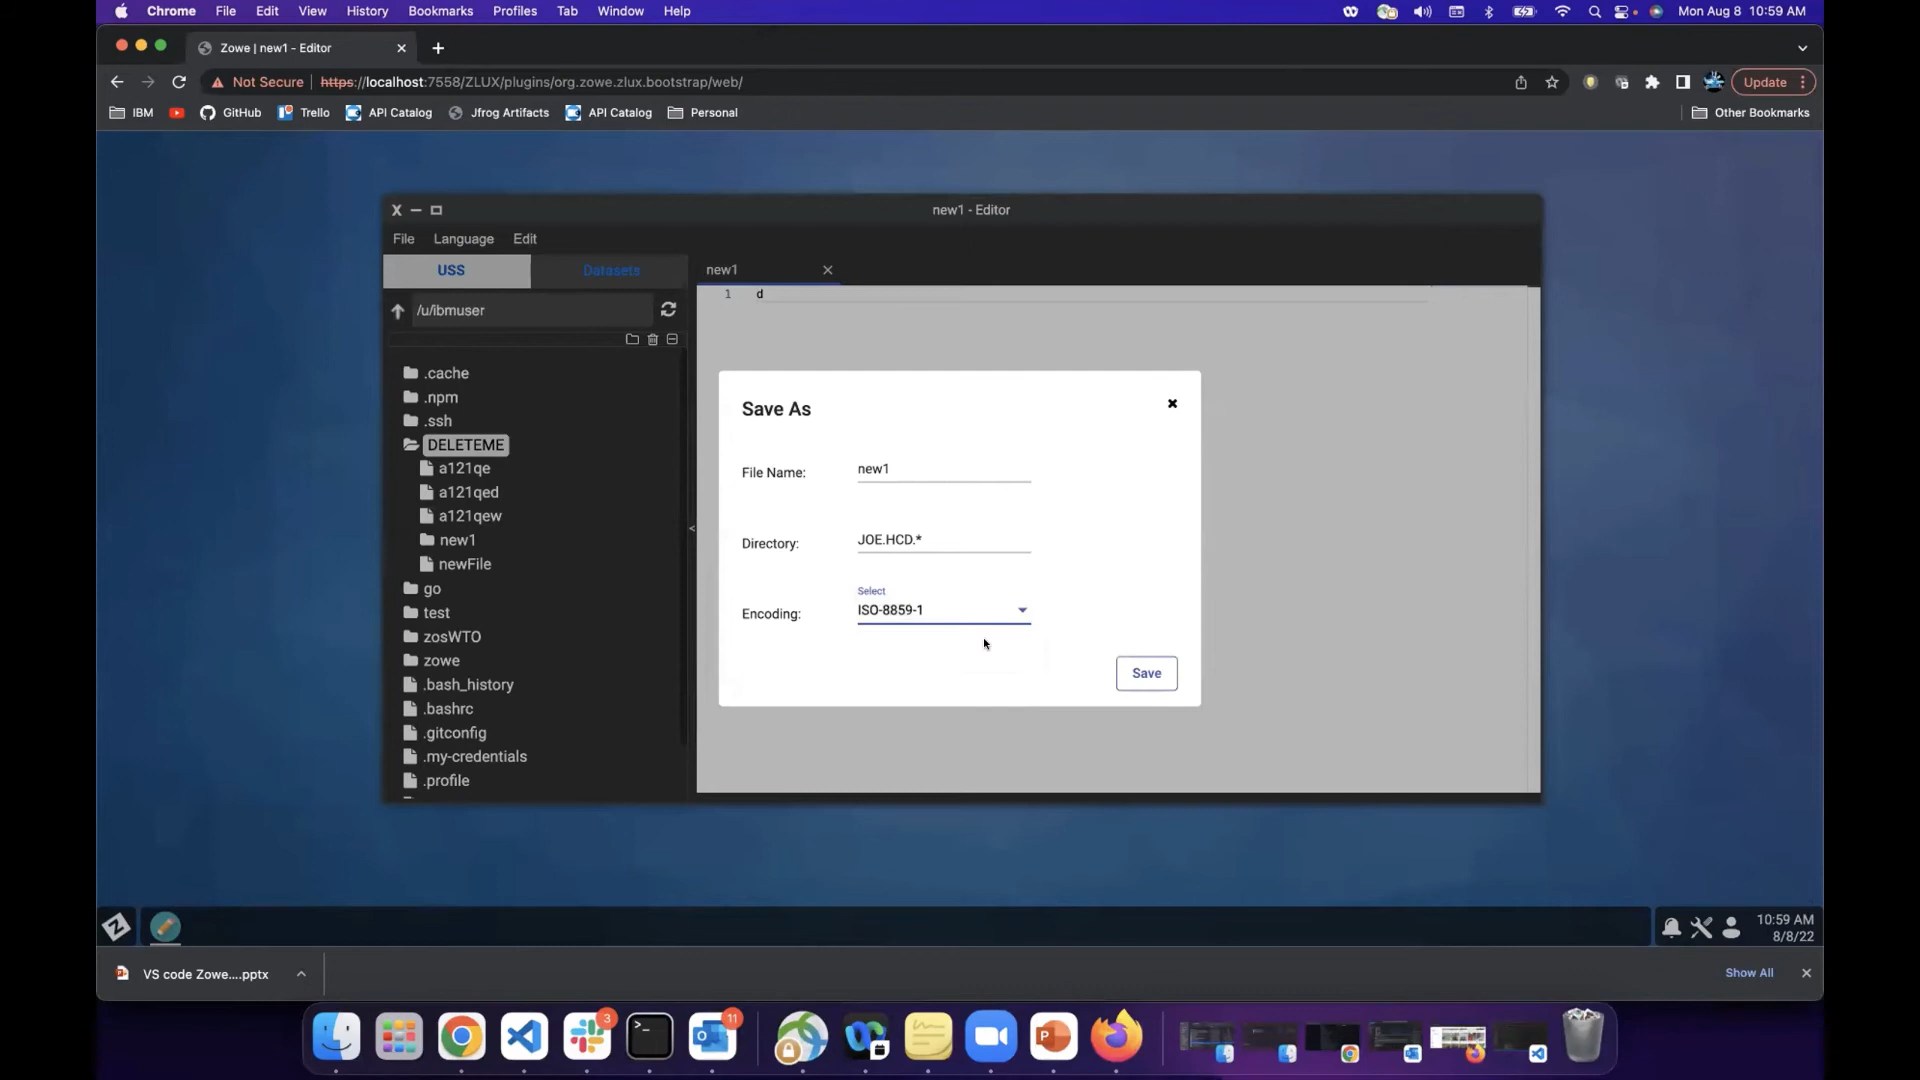 Chrome File Edit View History Bookmarks Profiles Tab Window Help Mon Aug 8 10:59 AM
Zowe | new1 - Editor
Not Secure https://localhost:7558/ZLUX/plugins/org.zowe.zlux.bootstrap/web/ Update
IBM GitHub Trello API Catalog Jfrog Artifacts API Catalog Personal Other Bookmarks
X new1 - Editor
File Language Edit
USS Datasets new1
/u/ibmuser
1 d
.cache
.npm
.ssh
DELETEME
a121qe
a121qed
a121qew
new1
newFile
go
test
zosWTO
zowe
.bash_history
.bashrc
.gitconfig
.my-credentials
.profile
<
Save As
File Name: new1
Directory: JOE.HCD.*
Select
Encoding: ISO-8859-1
Save
10:59 AM
8/8/22
VS code Zowe....pptx Show All
3
11